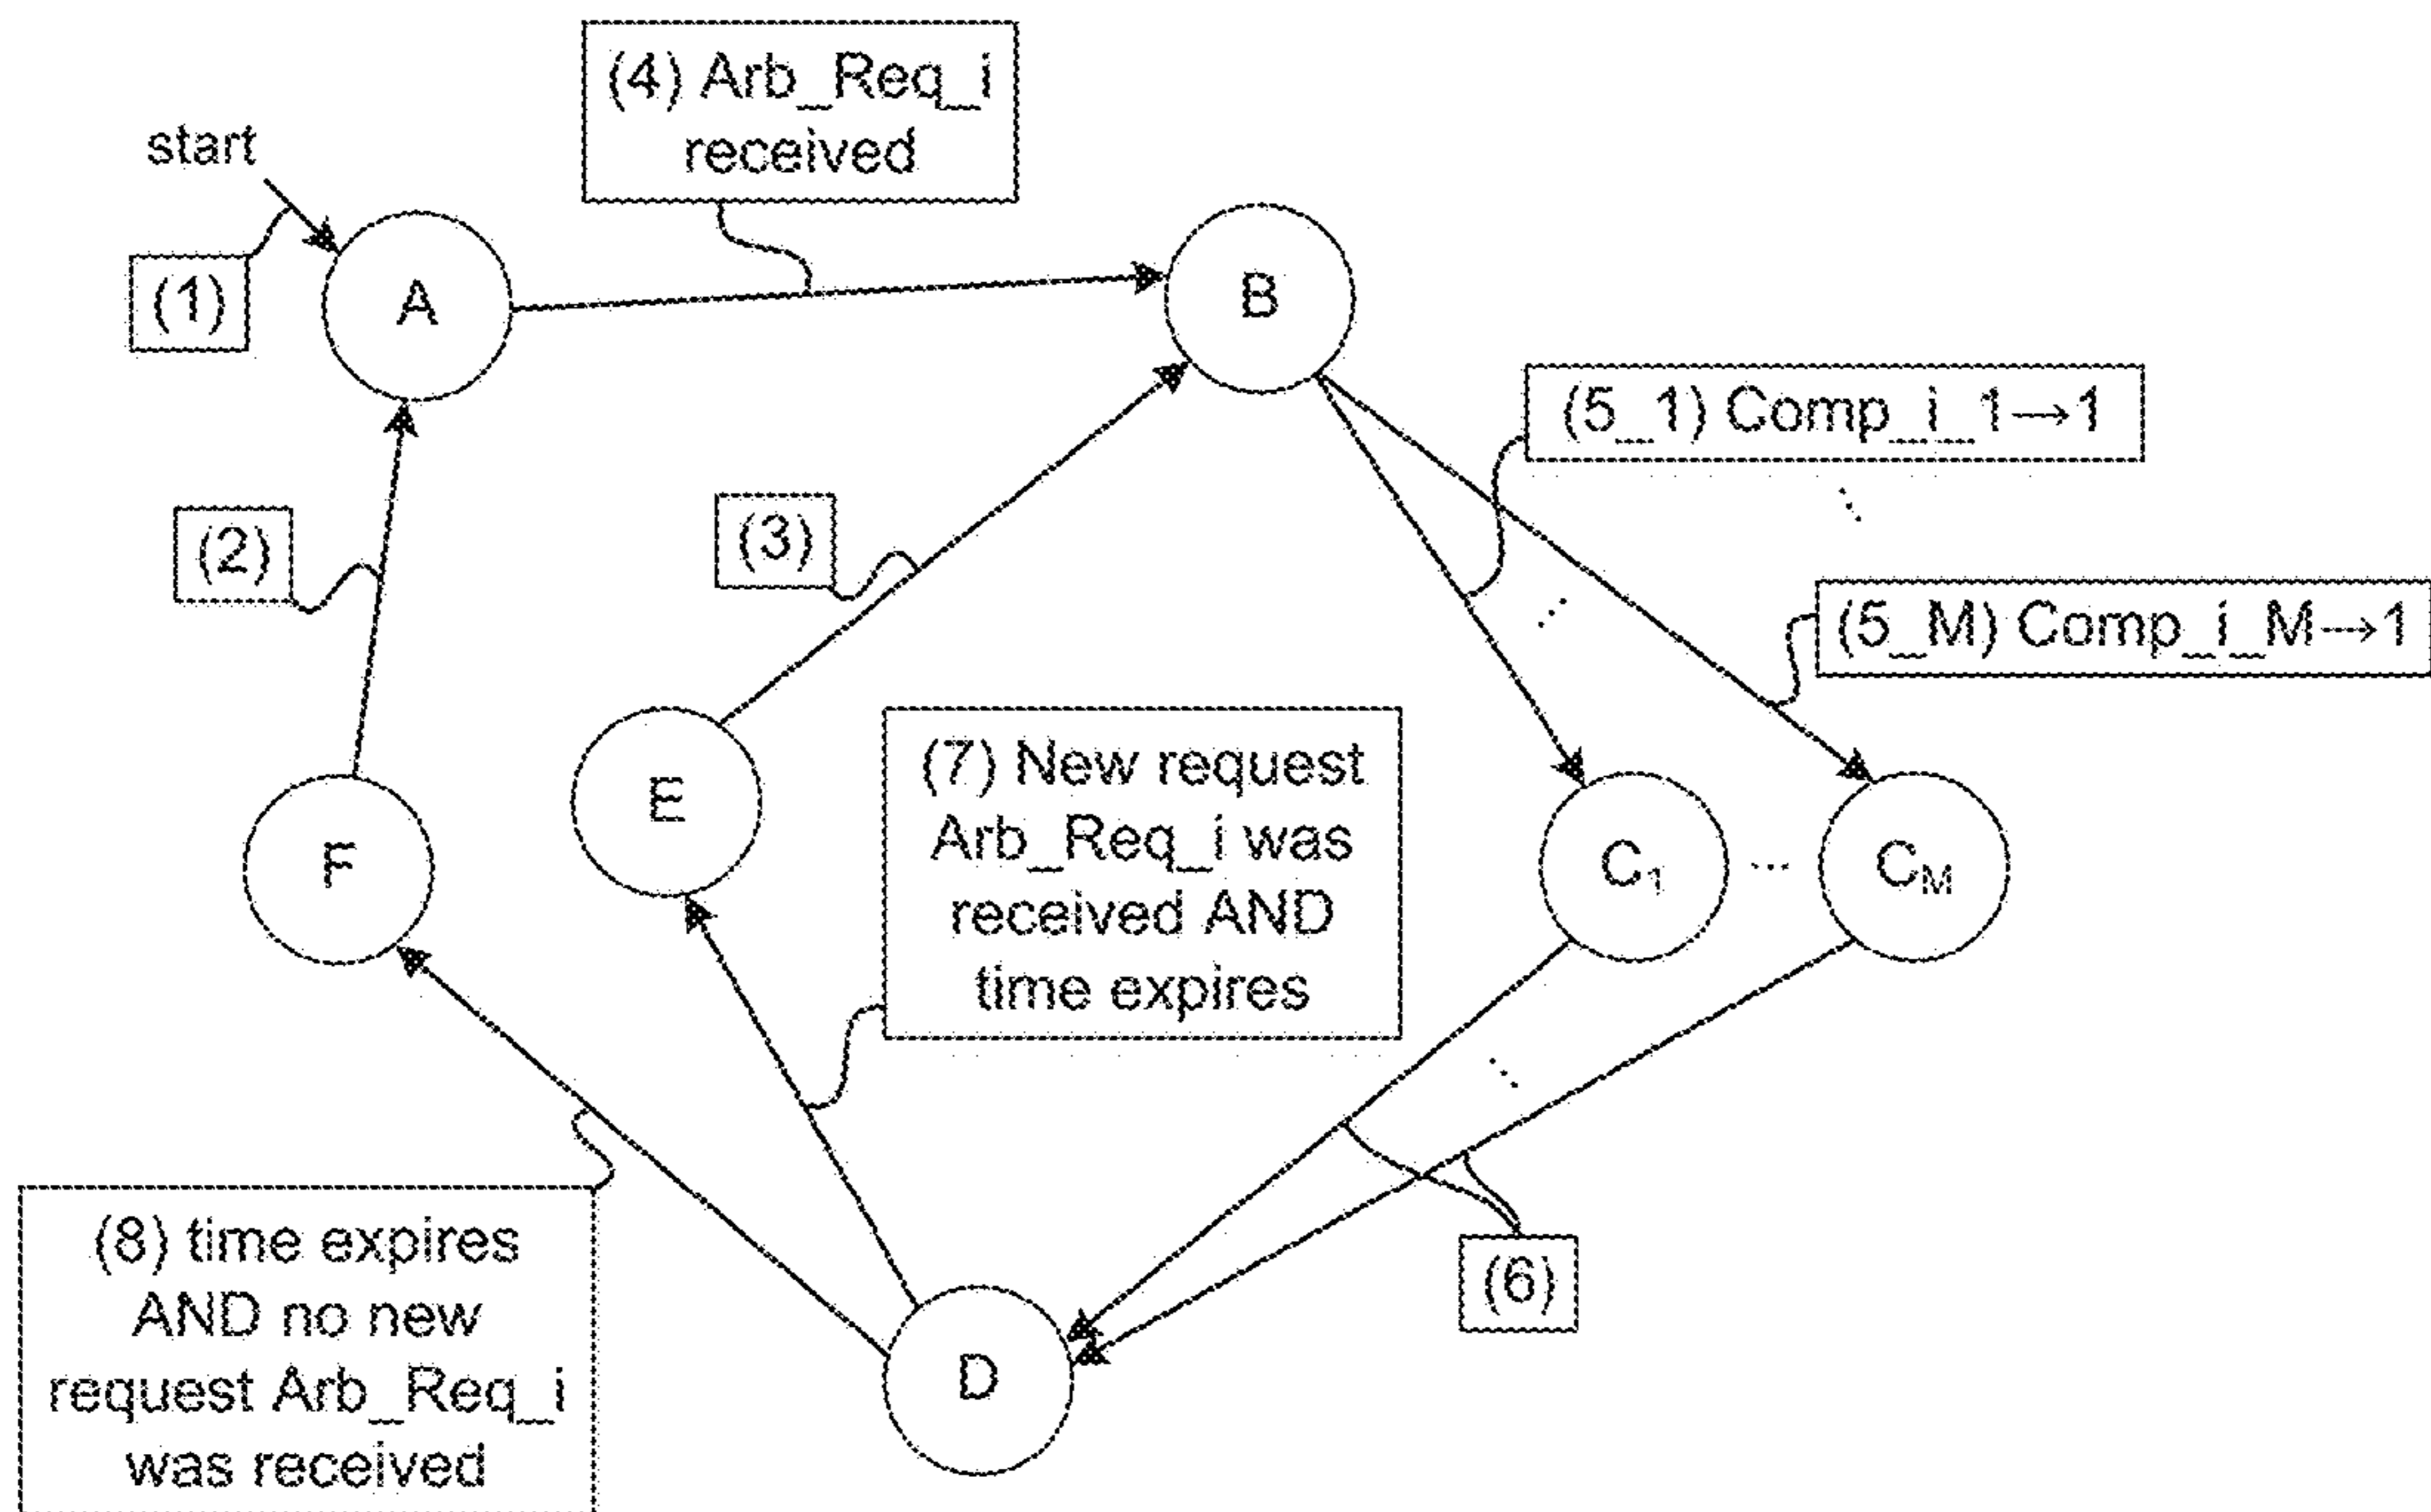 (4) Arb_Req_i
received
start
(1)
A
B
(5_1) Comp_i_1→1
(2)
(3)
(5_M) Comp_i_M→1
(7) New request
Arb_Req_i was
received AND
time expires
F
E
C₁
...
C_M
(8) time expires
AND no new
request Arb_Req_i
was received
(6)
D